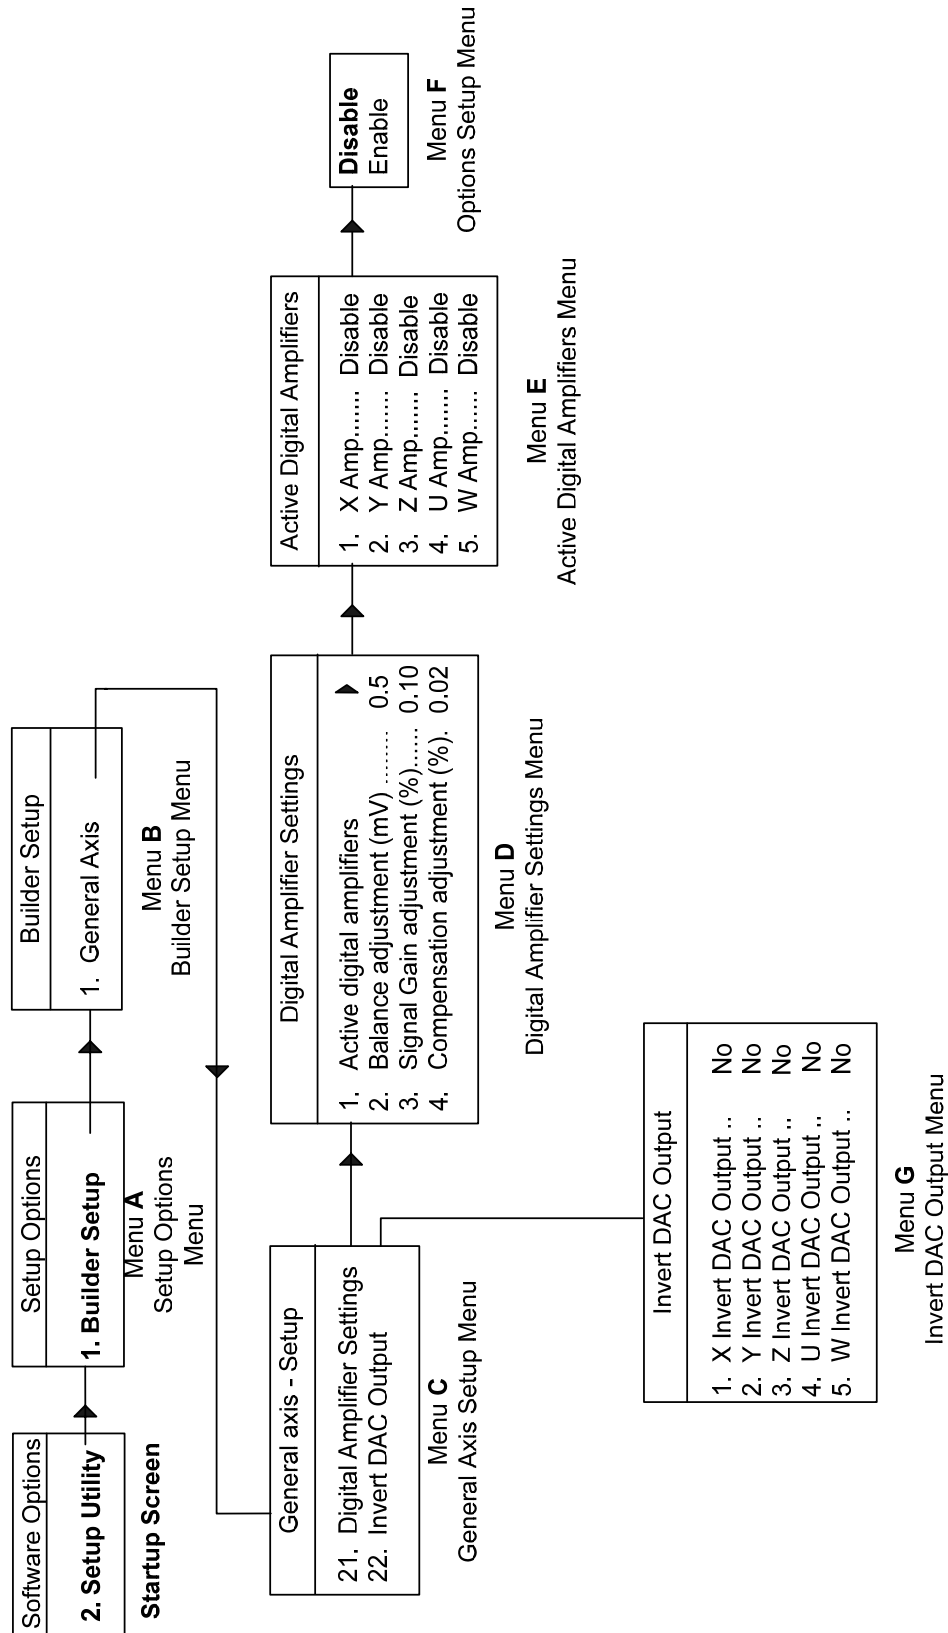 Software Options
2. Setup Utility
Startup Screen
Setup Options
1. Builder Setup
Menu A
Setup Options
Menu
Builder Setup
1. General Axis
Menu B
Builder Setup Menu
General axis - Setup
21. Digital Amplifier Settings
22. Invert DAC Output
Menu C
General Axis Setup Menu
Digital Amplifier Settings
1. Active digital amplifiers
2. Balance adjustment (mV) ........ 0.5
3. Signal Gain adjustment (%)...... 0.10
4. Compensation adjustment (%). 0.02
Menu D
Digital Amplifier Settings Menu
Active Digital Amplifiers
1. X Amp....... Disable
2. Y Amp....... Disable
3. Z Amp....... Disable
4. U Amp....... Disable
5. W Amp...... Disable
Menu E
Active Digital Amplifiers Menu
Disable
Enable
Menu F
Options Setup Menu
Invert DAC Output
1. X Invert DAC Output .. No
2. Y Invert DAC Output .. No
3. Z Invert DAC Output .. No
4. U Invert DAC Output .. No
5. W Invert DAC Output .. No
Menu G
Invert DAC Output Menu